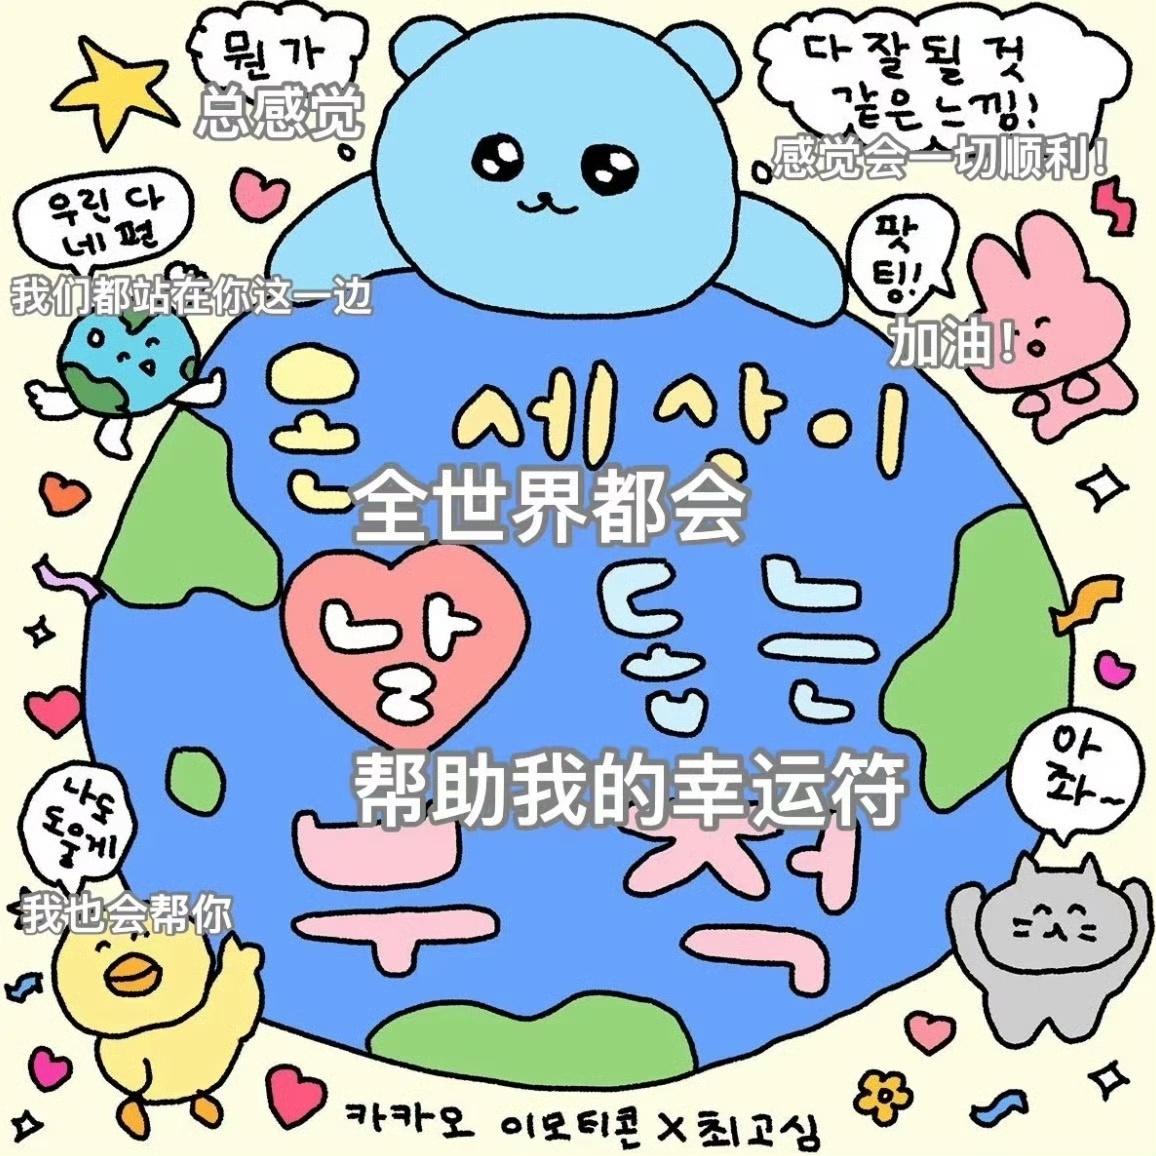 뭔가
总感觉
다 잘 될 것
같은 느낌!
感觉会一切顺利!
우린 다
네 편
我们都站在你这一边
팟
팅!
加油!
온 세상이
全世界都会
날 돕는
帮助我的幸运符
부적
아
좌~
나도
도울게
我也会帮你
카카오 이모티콘 X 최고심